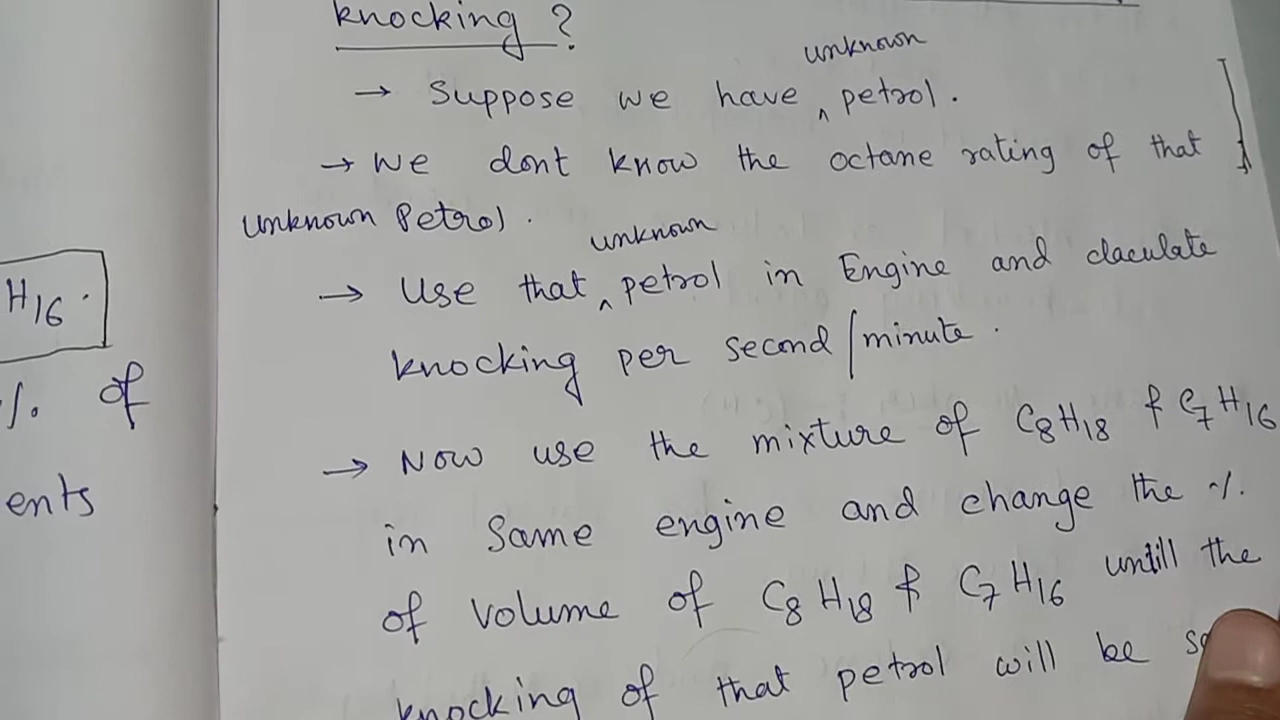 H16.
% of
ents
knocking ?
→ Suppose we have unknown petrol.
→ We dont know the octane rating of that
unknown Petrol.
→ Use that unknown petrol in Engine and claculate
knocking per second/minute.
→ Now use the mixture of C8H18 & C7H16
in Same engine and change the %.
of volume of C8H18 & C7H16 untill the
knocking of that petrol will be